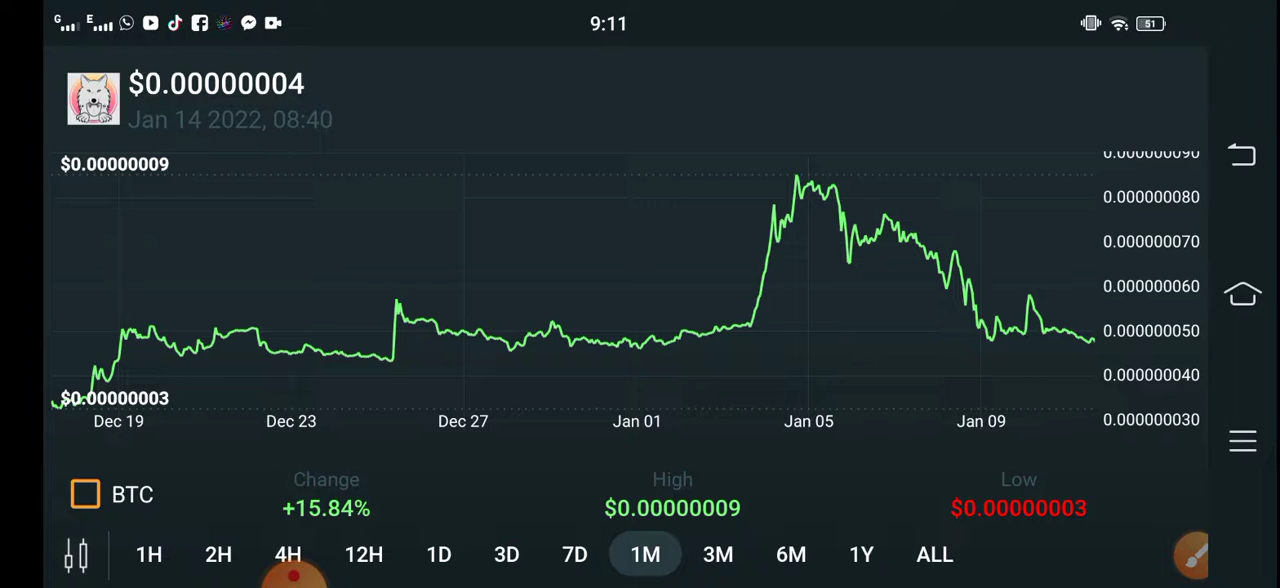 G E 9:11 51
$0.00000004
Jan 14 2022, 08:40
$0.00000009
0.000000090
0.000000080
0.000000070
0.000000060
0.000000050
0.000000040
$0.00000003
0.000000030
Dec 19 Dec 23 Dec 27 Jan 01 Jan 05 Jan 09
Change High Low
BTC
+15.84% $0.00000009 $0.00000003
1H 2H 4H 12H 1D 3D 7D 1M 3M 6M 1Y ALL